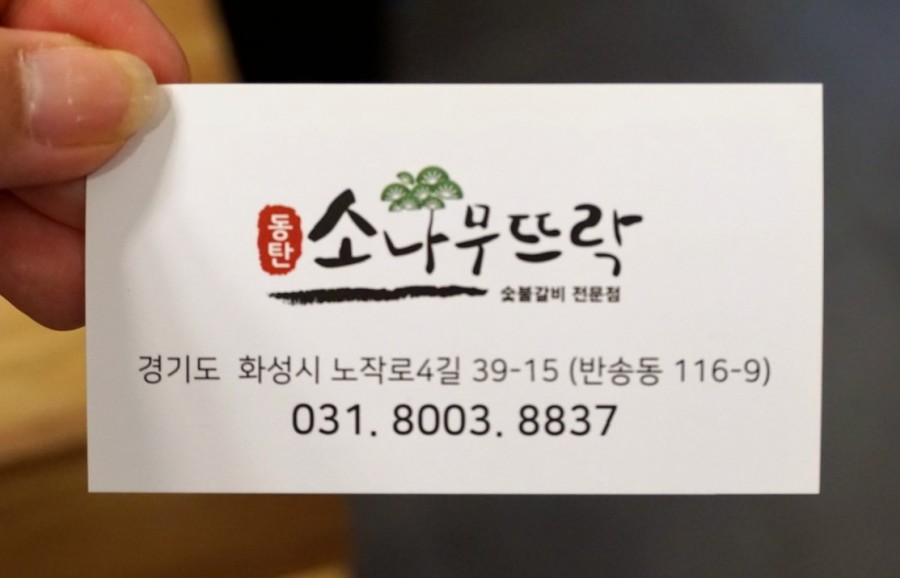 동탄
소나무뜨락
숯불갈비 전문점
경기도 화성시 노작로4길 39-15 (반송동 116-9)
031. 8003. 8837